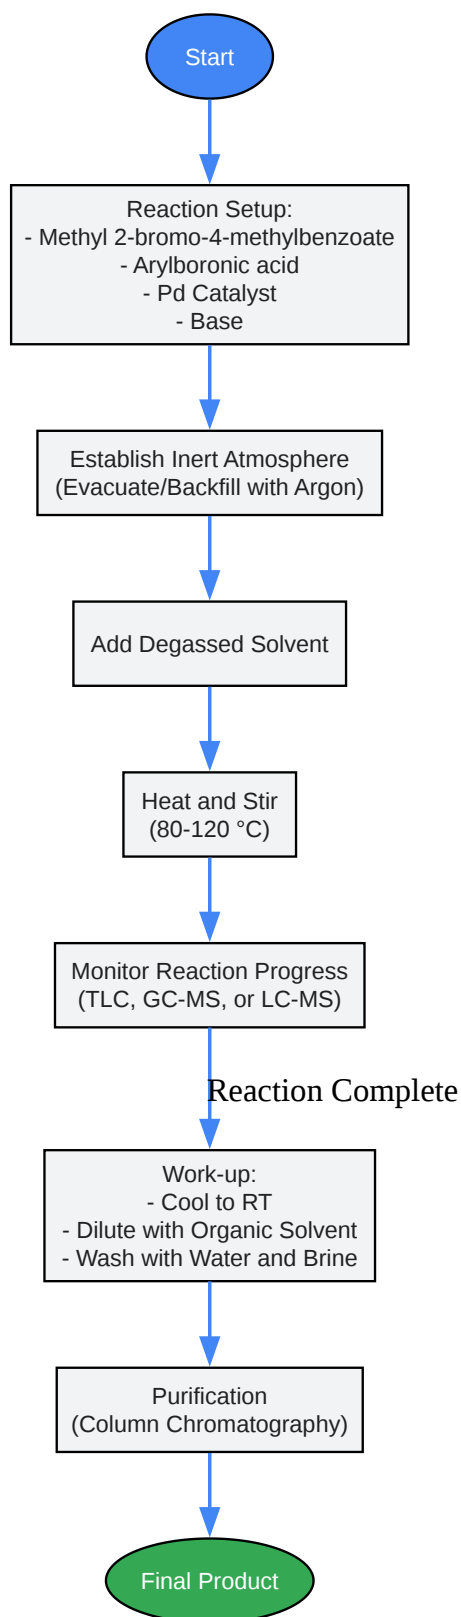 Start
Reaction Setup:
- Methyl 2-bromo-4-methylbenzoate
- Arylboronic acid
- Pd Catalyst
- Base
Establish Inert Atmosphere
(Evacuate/Backfill with Argon)
Add Degassed Solvent
Heat and Stir
(80-120 °C)
Monitor Reaction Progress
(TLC, GC-MS, or LC-MS)
Reaction Complete
Work-up:
- Cool to RT
- Dilute with Organic Solvent
- Wash with Water and Brine
Purification
(Column Chromatography)
Final Product